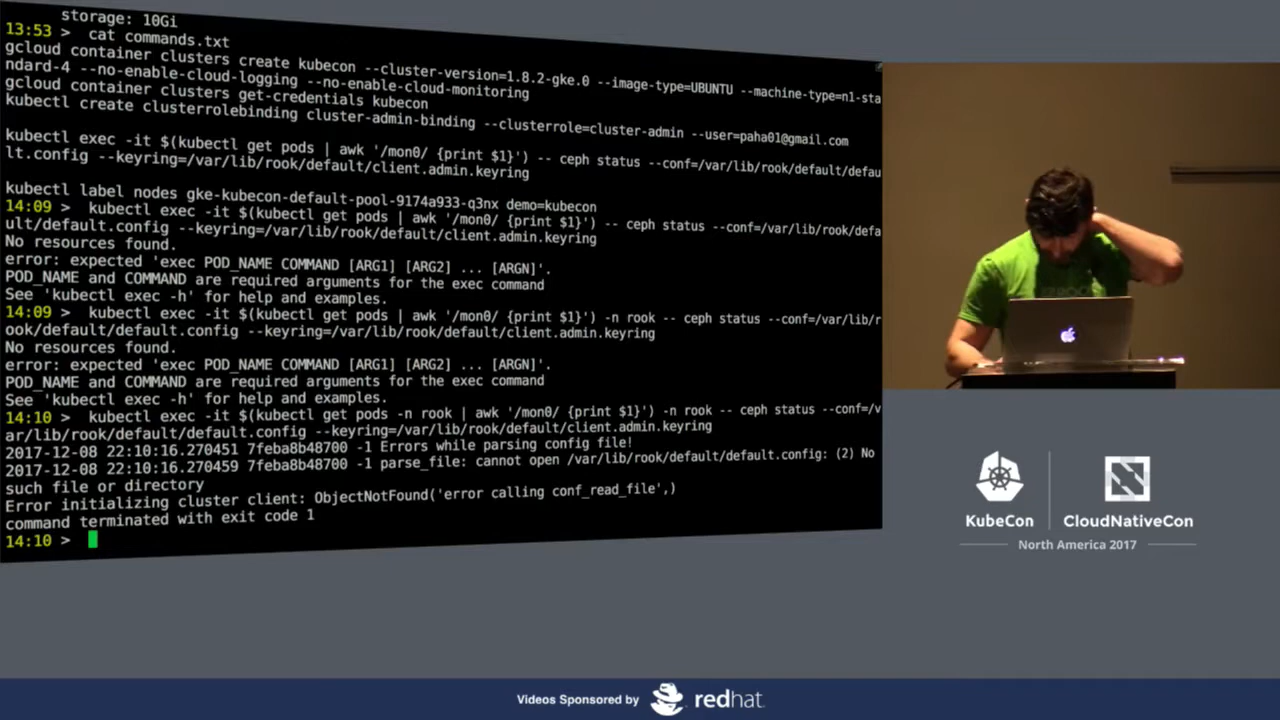 storage: 10Gi
13:53 > cat commands.txt
gcloud container clusters create kubecon --cluster-version=1.8.2-gke.0 --image-type=UBUNTU --machine-type=n1-sta
ndard-4 --no-enable-cloud-logging --no-enable-cloud-monitoring
gcloud container clusters get-credentials kubecon
kubectl create clusterrolebinding cluster-admin-binding --clusterrole=cluster-admin --user=paha01@gmail.com
kubectl exec -it $(kubectl get pods | awk '/mon0/ {print $1}') -- ceph status --conf=/var/lib/rook/default/defau
lt.config --keyring=/var/lib/rook/default/client.admin.keyring
kubectl label nodes gke-kubecon-default-pool-9174a933-q3nx demo=kubecon
14:09 > kubectl exec -it $(kubectl get pods | awk '/mon0/ {print $1}') -- ceph status --conf=/var/lib/rook/defa
ult/default.config --keyring=/var/lib/rook/default/client.admin.keyring
No resources found.
error: expected 'exec POD_NAME COMMAND [ARG1] [ARG2] ... [ARGN]'.
POD_NAME and COMMAND are required arguments for the exec command
See 'kubectl exec -h' for help and examples.
14:09 > kubectl exec -it $(kubectl get pods | awk '/mon0/ {print $1}') -n rook -- ceph status --conf=/var/lib/r
ook/default/default.config --keyring=/var/lib/rook/default/client.admin.keyring
No resources found.
error: expected 'exec POD_NAME COMMAND [ARG1] [ARG2] ... [ARGN]'.
POD_NAME and COMMAND are required arguments for the exec command
See 'kubectl exec -h' for help and examples.
14:10 > kubectl exec -it $(kubectl get pods -n rook | awk '/mon0/ {print $1}') -n rook -- ceph status --conf=/v
ar/lib/rook/default/default.config --keyring=/var/lib/rook/default/client.admin.keyring
2017-12-08 22:10:16.270451 7feba8b48700 -1 Errors while parsing config file!
2017-12-08 22:10:16.270459 7feba8b48700 -1 parse_file: cannot open /var/lib/rook/default/default.config: (2) No
such file or directory
Error initializing cluster client: ObjectNotFound('error calling conf_read_file',)
command terminated with exit code 1
14:10 >
KubeCon
CloudNativeCon
North America 2017
Videos Sponsored by
redhat.